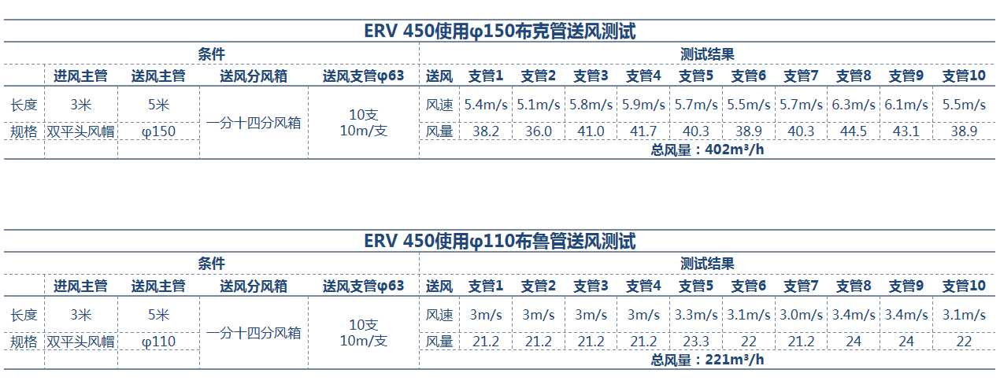 ERV 450使用φ150布克管送风测试
条件 测试结果
进风主管 送风主管 送风分风箱 送风支管φ63 送风 支管1 支管2 支管3 支管4 支管5 支管6 支管7 支管8 支管9 支管10
长度 3米 5米 一分十四分风箱 10支 风速 5.4m/s 5.1m/s 5.8m/s 5.9m/s 5.7m/s 5.5m/s 5.7m/s 6.3m/s 6.1m/s 5.5m/s
规格 双平头风帽 φ150 10m/支 风量 38.2 36.0 41.0 41.7 40.3 38.9 40.3 44.5 43.1 38.9
总风量：402m³/h
ERV 450使用φ110布鲁管送风测试
条件 测试结果
进风主管 送风主管 送风分风箱 送风支管φ63 送风 支管1 支管2 支管3 支管4 支管5 支管6 支管7 支管8 支管9 支管10
长度 3米 5米 一分十四分风箱 10支 风速 3m/s 3m/s 3m/s 3m/s 3.3m/s 3.1m/s 3.0m/s 3.4m/s 3.4m/s 3.1m/s
规格 双平头风帽 φ110 10m/支 风量 21.2 21.2 21.2 21.2 23.3 22 21.2 24 24 22
总风量：221m³/h